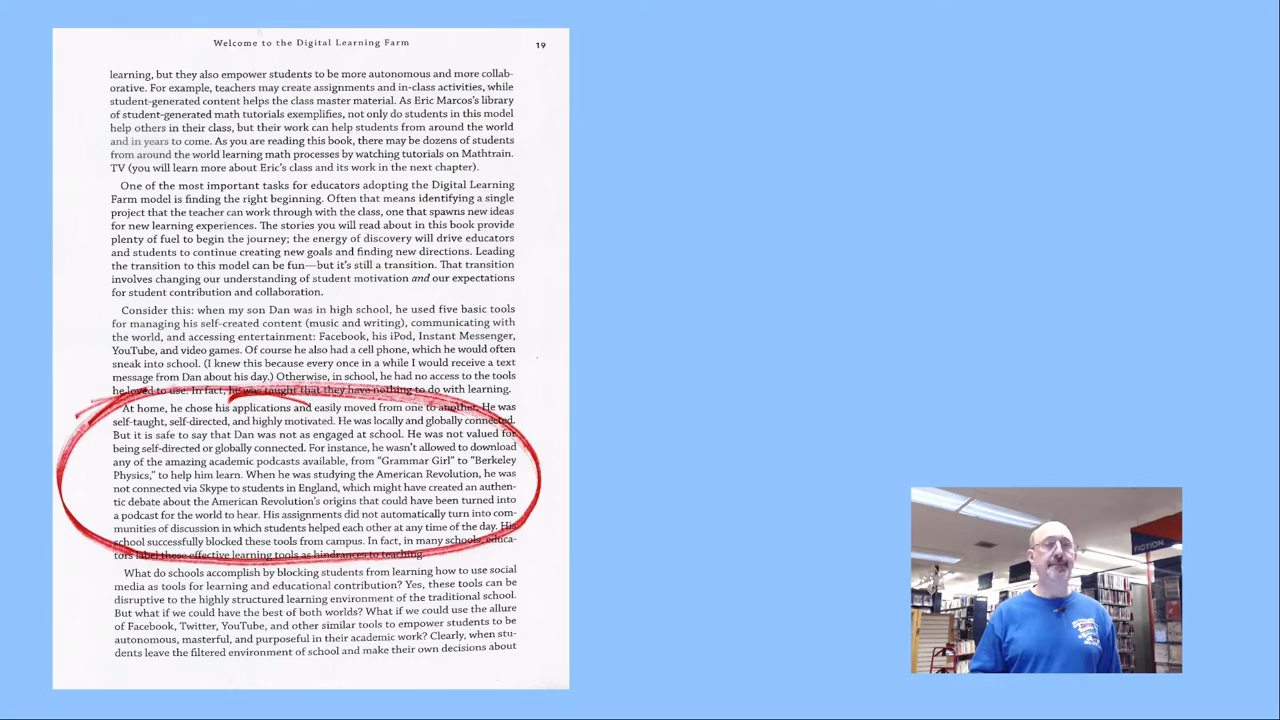 Welcome to the Digital Learning Farm
19
learning, but they also empower students to be more autonomous and more collab-
orative. For example, teachers may create assignments and in-class activities, while
student-generated content helps the class master material. As Eric Marcos's library
of student-generated math tutorials exemplifies, not only do students in this model
help others in their class, but their work can help students from around the world
and in years to come. As you are reading this book, there may be dozens of students
from around the world learning math processes by watching tutorials on Mathtrain.
TV (you will learn more about Eric's class and its work in the next chapter).
One of the most important tasks for educators adopting the Digital Learning
Farm model is finding the right beginning. Often that means identifying a single
project that the teacher can work through with the class, one that spawns new ideas
for new learning experiences. The stories you will read about in this book provide
plenty of fuel to begin the journey; the energy of discovery will drive educators
and students to continue creating new goals and finding new directions. Leading
the transition to this model can be fun—but it's still a transition. That transition
involves changing our understanding of student motivation and our expectations
for student contribution and collaboration.
Consider this: when my son Dan was in high school, he used five basic tools
for managing his self-created content (music and writing), communicating with
the world, and accessing entertainment: Facebook, his iPod, Instant Messenger,
YouTube, and video games. Of course he also had a cell phone, which he would often
sneak into school. (I knew this because every once in a while I would receive a text
message from Dan about his day.) Otherwise, in school, he had no access to the tools
he loved to use. In fact, he was taught that they have nothing to do with learning.
At home, he chose his applications and easily moved from one to another. He was
self-taught, self-directed, and highly motivated. He was locally and globally connected.
But it is safe to say that Dan was not as engaged at school. He was not valued for
being self-directed or globally connected. For instance, he wasn't allowed to download
any of the amazing academic podcasts available, from "Grammar Girl" to "Berkeley
Physics," to help him learn. When he was studying the American Revolution, he was
not connected via Skype to students in England, which might have created an authen-
tic debate about the American Revolution's origins that could have been turned into
a podcast for the world to hear. His assignments did not automatically turn into com-
munities of discussion in which students helped each other at any time of the day. His
school successfully blocked these tools from campus. In fact, in many schools, educa-
tors label these effective learning tools as hindrances to teaching.
What do schools accomplish by blocking students from learning how to use social
media as tools for learning and educational contribution? Yes, these tools can be
disruptive to the highly structured learning environment of the traditional school.
But what if we could have the best of both worlds? What if we could use the allure
of Facebook, Twitter, YouTube, and other similar tools to empower students to be
autonomous, masterful, and purposeful in their academic work? Clearly, when stu-
dents leave the filtered environment of school and make their own decisions about
FICTION